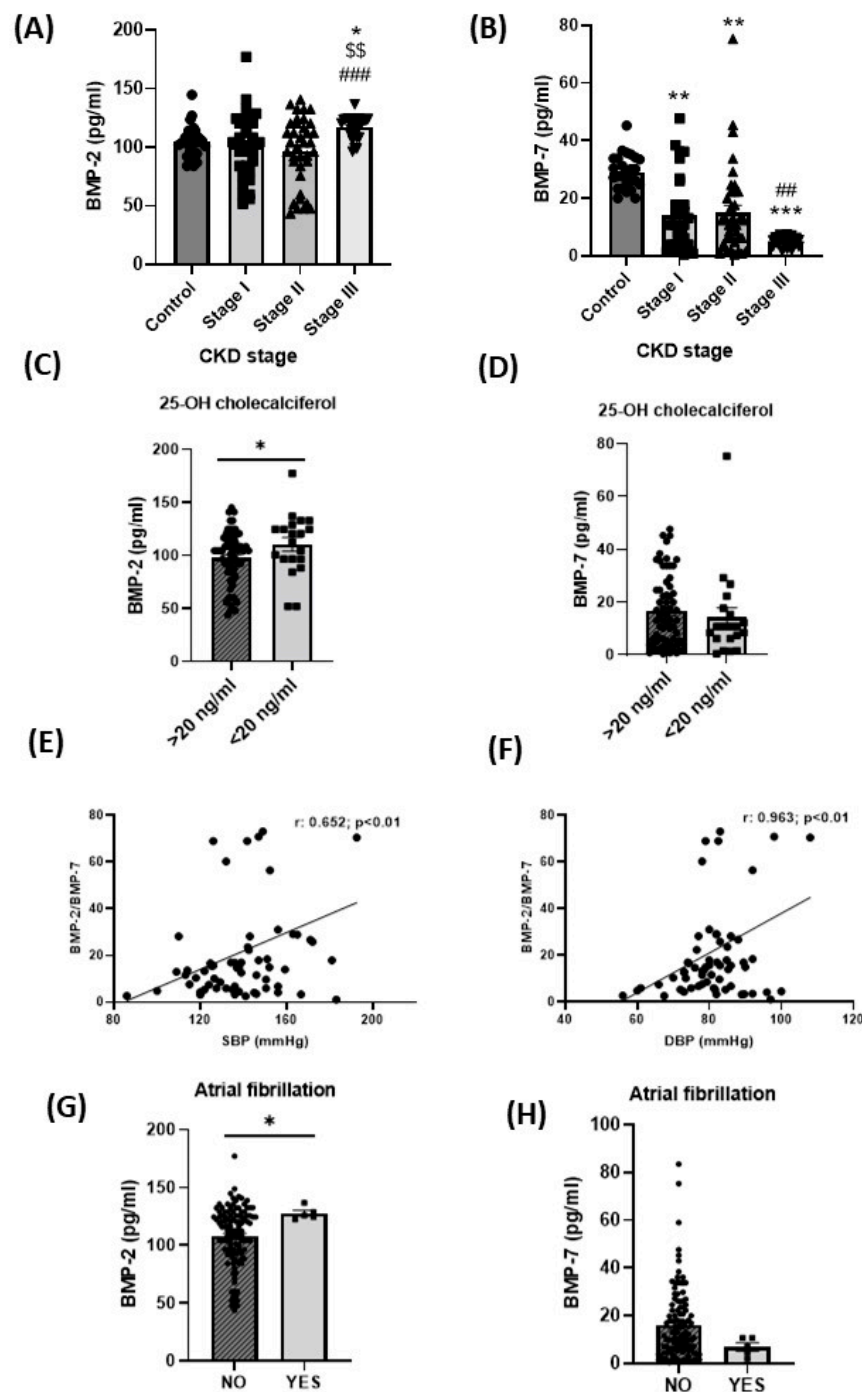 (A)
BMP-2 (pg/ml)
200
150
100
50
0
*
$$
###
Control
Stage I
Stage II
Stage III
CKD stage
(B)
BMP-7 (pg/ml)
80
60
40
20
0
**
**
##
***
Control
Stage I
Stage II
Stage III
CKD stage
(C)
25-OH cholecalciferol
BMP-2 (pg/ml)
200
150
100
50
0
*
>20 ng/ml
<20 ng/ml
(D)
25-OH cholecalciferol
BMP-7 (pg/ml)
80
60
40
20
0
>20 ng/ml
<20 ng/ml
(E)
BMP-2/BMP-7
80
60
40
20
0
r: 0.652; p<0.01
80
120
160
200
SBP (mmHg)
(F)
BMP-2/BMP-7
80
60
40
20
0
r: 0.963; p<0.01
40
60
80
100
120
DBP (mmHg)
(G)
Atrial fibrillation
BMP-2 (pg/ml)
200
150
100
50
0
*
NO
YES
(H)
Atrial fibrillation
BMP-7 (pg/ml)
100
80
60
40
20
0
NO
YES